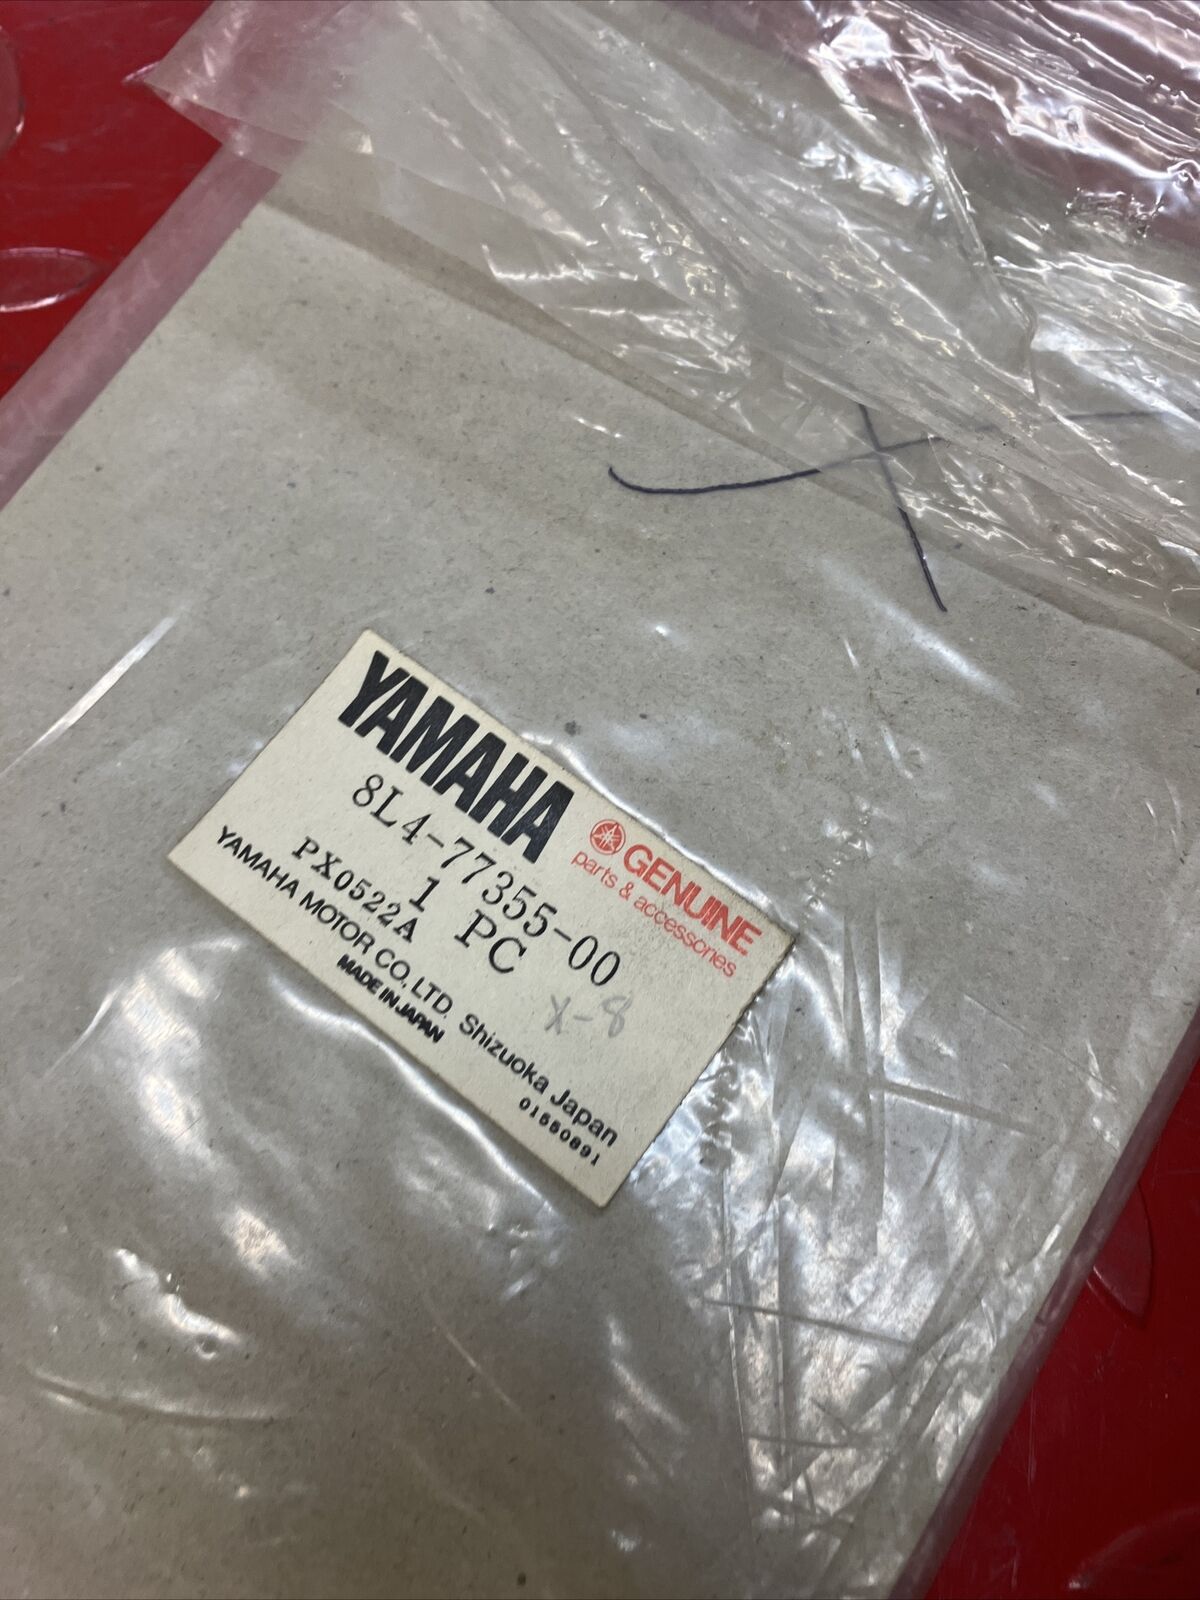 YAMAHA
GENUINE
parts & accessories
8L4-77355-00
1 PC
PX0522A
X-8
YAMAHA MOTOR CO., LTD. Shizuoka Japan
MADE IN JAPAN
01550891